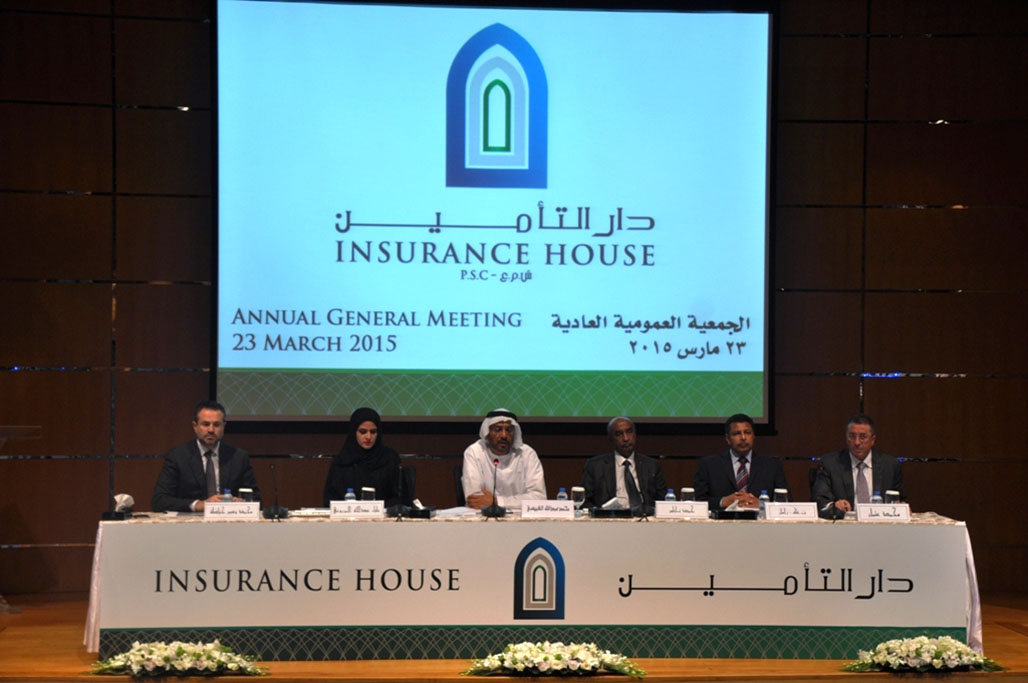 دار التأمين
INSURANCE HOUSE
P.S.C - ش.م.ع
ANNUAL GENERAL MEETING
23 MARCH 2015
الجمعية العمومية العادية
٢٣ مارس ٢٠١٥
INSURANCE HOUSE
دار التأمين